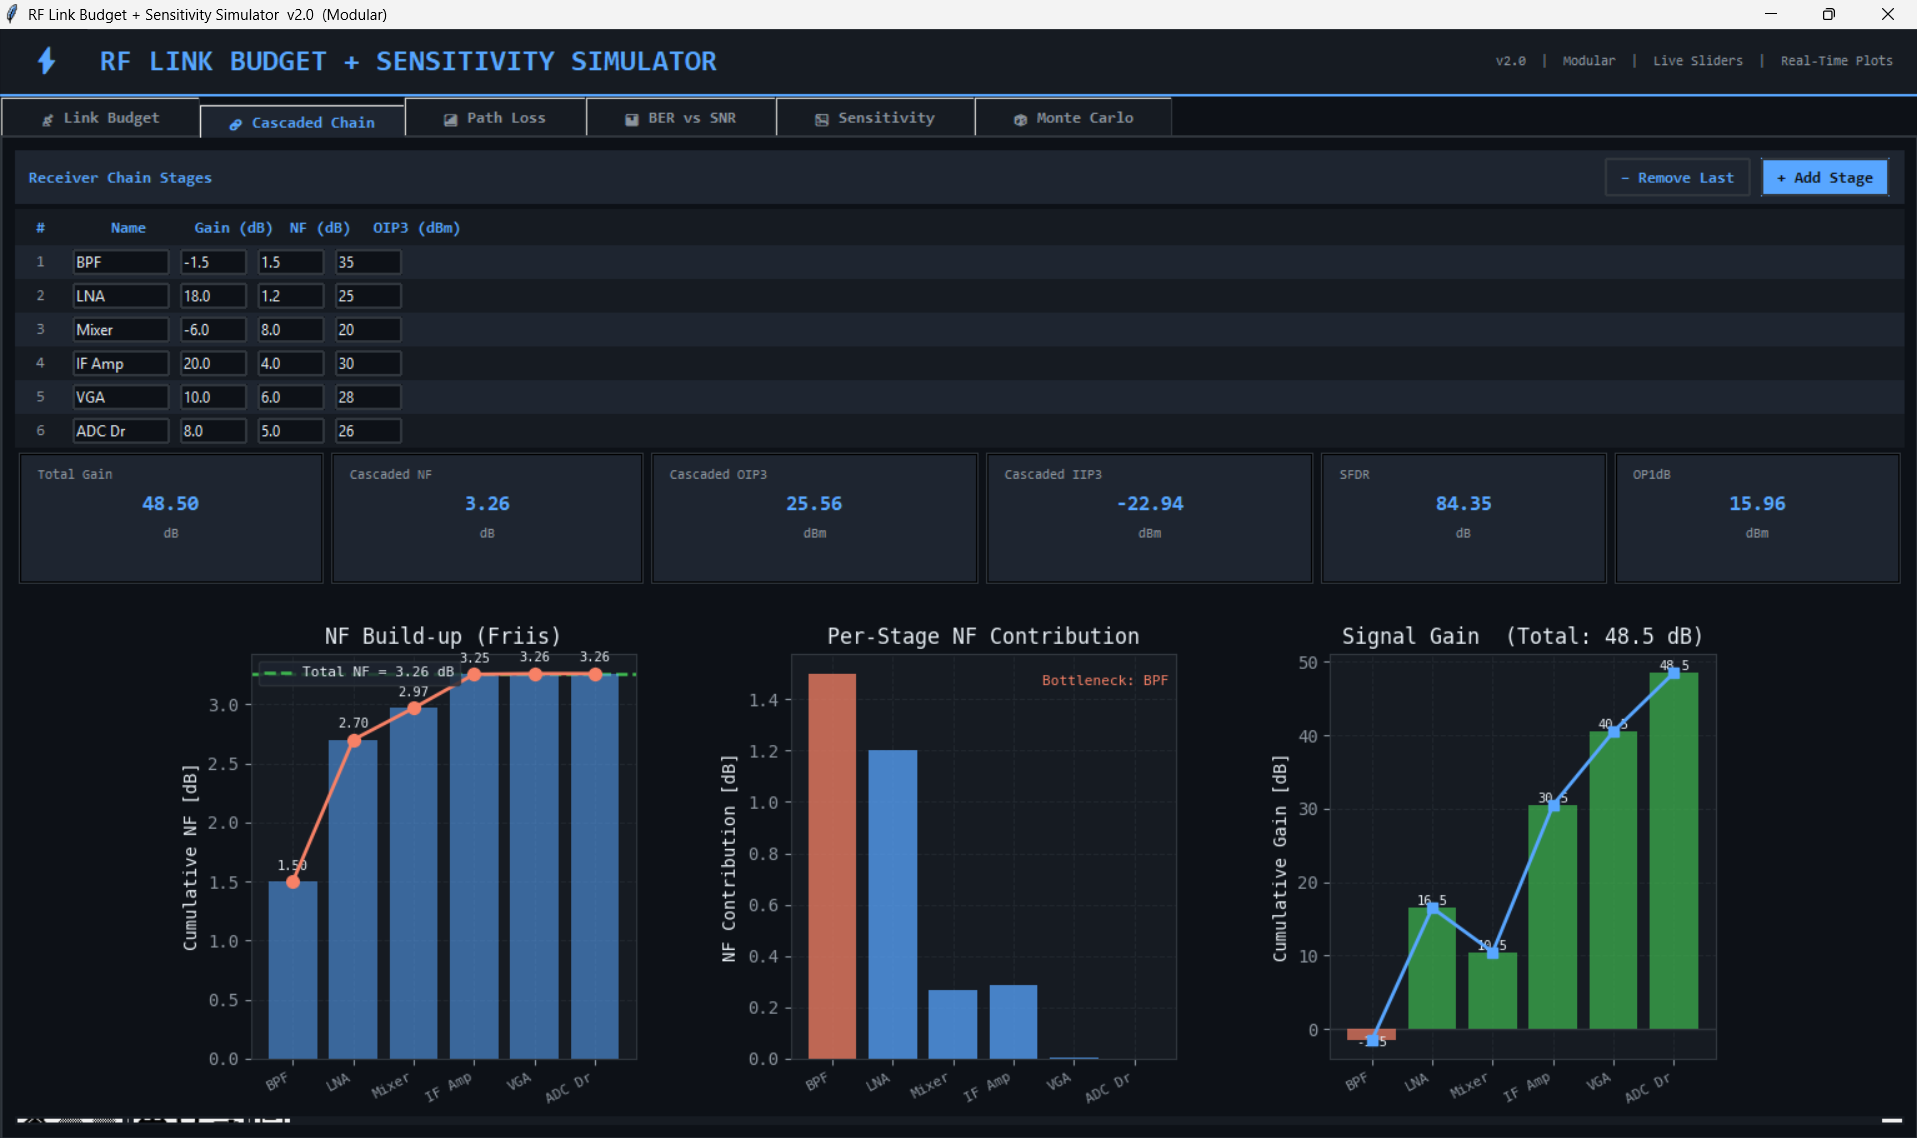 RF Link Budget + Sensitivity Simulator v2.0 (Modular)
RF LINK BUDGET + SENSITIVITY SIMULATOR
v2.0 | Modular | Live Sliders | Real-Time Plots
Link Budget
Cascaded Chain
Path Loss
BER vs SNR
Sensitivity
Monte Carlo
Receiver Chain Stages
− Remove Last
+ Add Stage
# Name Gain (dB) NF (dB) OIP3 (dBm)
1 BPF -1.5 1.5 35
2 LNA 18.0 1.2 25
3 Mixer -6.0 8.0 20
4 IF Amp 20.0 4.0 30
5 VGA 10.0 6.0 28
6 ADC Dr 8.0 5.0 26
Total Gain
48.50
dB
Cascaded NF
3.26
dB
Cascaded OIP3
25.56
dBm
Cascaded IIP3
-22.94
dBm
SFDR
84.35
dB
OP1dB
15.96
dBm
NF Build-up (Friis)
Total NF = 3.26 dB
1.50
2.70
2.97
3.25
3.26
3.26
Cumulative NF [dB]
3.0
2.5
2.0
1.5
1.0
0.5
0.0
BPF
LNA
Mixer
IF Amp
VGA
ADC Dr
Per-Stage NF Contribution
Bottleneck: BPF
NF Contribution [dB]
1.4
1.2
1.0
0.8
0.6
0.4
0.2
0.0
BPF
LNA
Mixer
IF Amp
VGA
ADC Dr
Signal Gain (Total: 48.5 dB)
Cumulative Gain [dB]
50
40
30
20
10
0
-1.5
16.5
10.5
30.5
40.5
48.5
BPF
LNA
Mixer
IF Amp
VGA
ADC Dr